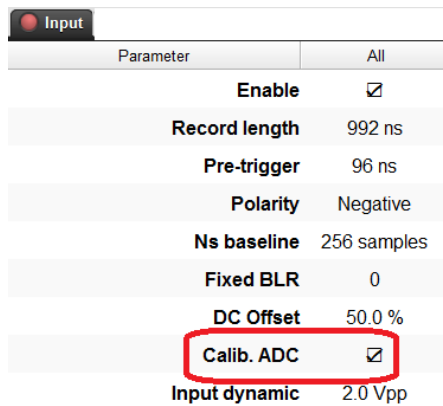 Input
Parameter All
Enable ☑
Record length 992 ns
Pre-trigger 96 ns
Polarity Negative
Ns baseline 256 samples
Fixed BLR 0
DC Offset 50.0 %
Calib. ADC ☑
Input dynamic 2.0 Vpp